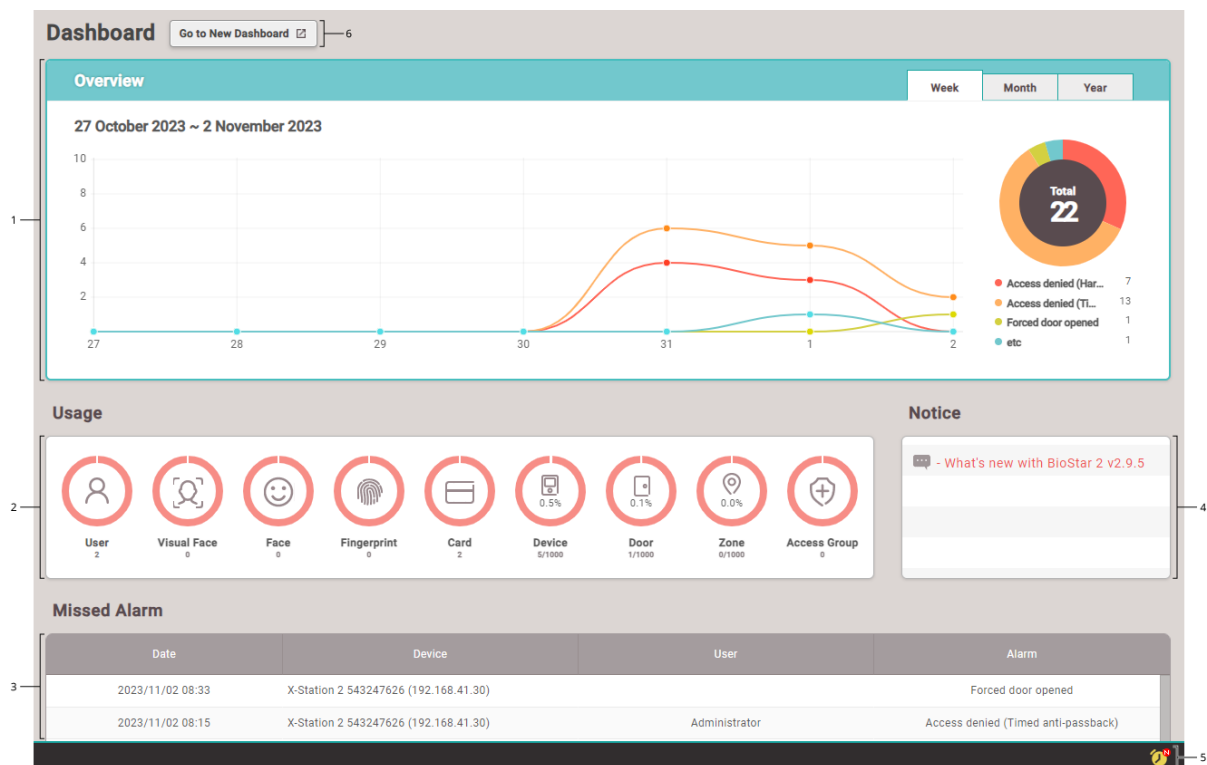 Dashboard
Go to New Dashboard
6
Overview
Week
Month
Year
27 October 2023 ~ 2 November 2023
10
8
6
4
2
27
28
29
30
31
1
2
Total
22
Access denied (Har... 7
Access denied (Ti... 13
Forced door opened 1
etc 1
1
Usage
User
2
Visual Face
0
Face
0
Fingerprint
0
Card
2
0.5%
Device
5/1000
0.1%
Door
1/1000
0.0%
Zone
0/1000
Access Group
0
2
Notice
- What's new with BioStar 2 v2.9.5
4
Missed Alarm
Date Device User Alarm
2023/11/02 08:33 X-Station 2 543247626 (192.168.41.30) Forced door opened
2023/11/02 08:15 X-Station 2 543247626 (192.168.41.30) Administrator Access denied (Timed anti-passback)
3
N
5